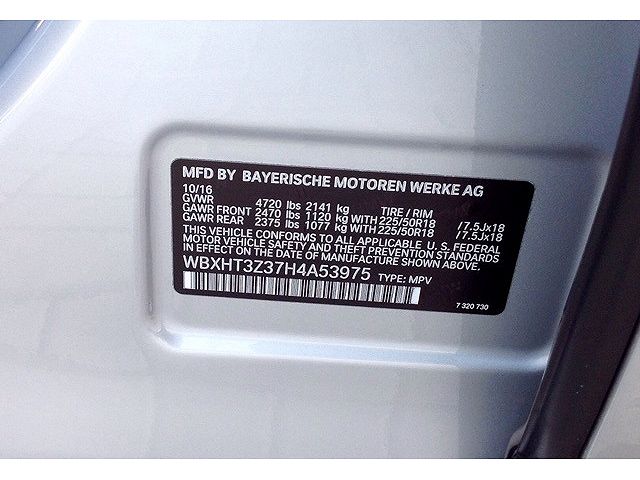 MFD BY BAYERISCHE MOTOREN WERKE AG
10/16
GVWR 4720 lbs 2141 kg TIRE / RIM
GAWR FRONT 2470 lbs 1120 kg WITH 225/50R18 / 7.5Jx18
GAWR REAR 2375 lbs 1077 kg WITH 225/50R18 / 7.5Jx18
THIS VEHICLE CONFORMS TO ALL APPLICABLE U. S. FEDERAL
MOTOR VEHICLE SAFETY AND THEFT PREVENTION STANDARDS
IN EFFECT ON THE DATE OF MANUFACTURE SHOWN ABOVE.
WBXHT3Z37H4A53975 TYPE: MPV
7 320 730